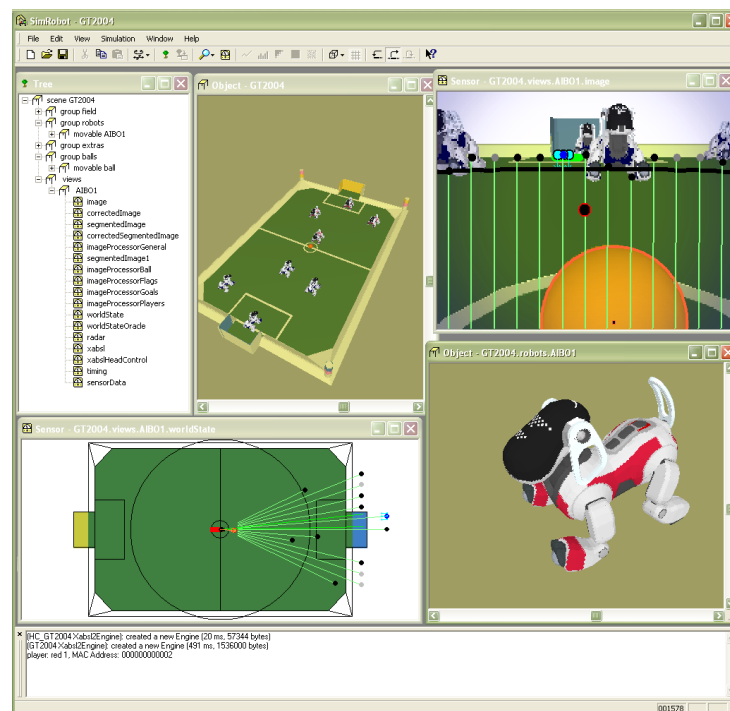 SimRobot - GT2004
File Edit View Simulation Window Help
Tree
scene GT2004
group field
group robots
movable AIBO1
group extras
group balls
movable ball
views
AIBO1
image
correctedImage
segmentedImage
correctedSegmentedImage
imageProcessorGeneral
segmentedImage1
imageProcessorBall
imageProcessorFlags
imageProcessorGoals
imageProcessorPlayers
worldState
worldStateOracle
radar
xabsl
xabslHeadControl
timing
sensorData
Object - GT2004
Sensor - GT2004.views.AIBO1.image
Object - GT2004.robots.AIBO1
Sensor - GT2004.views.AIBO1.worldState
(HC_GT2004 Xabsl2Engine): created a new Engine (20 ms, 57344 bytes)
(GT2004 Xabsl2Engine): created a new Engine (491 ms, 1536000 bytes)
player: red 1, MAC Address: 000000000002
001578